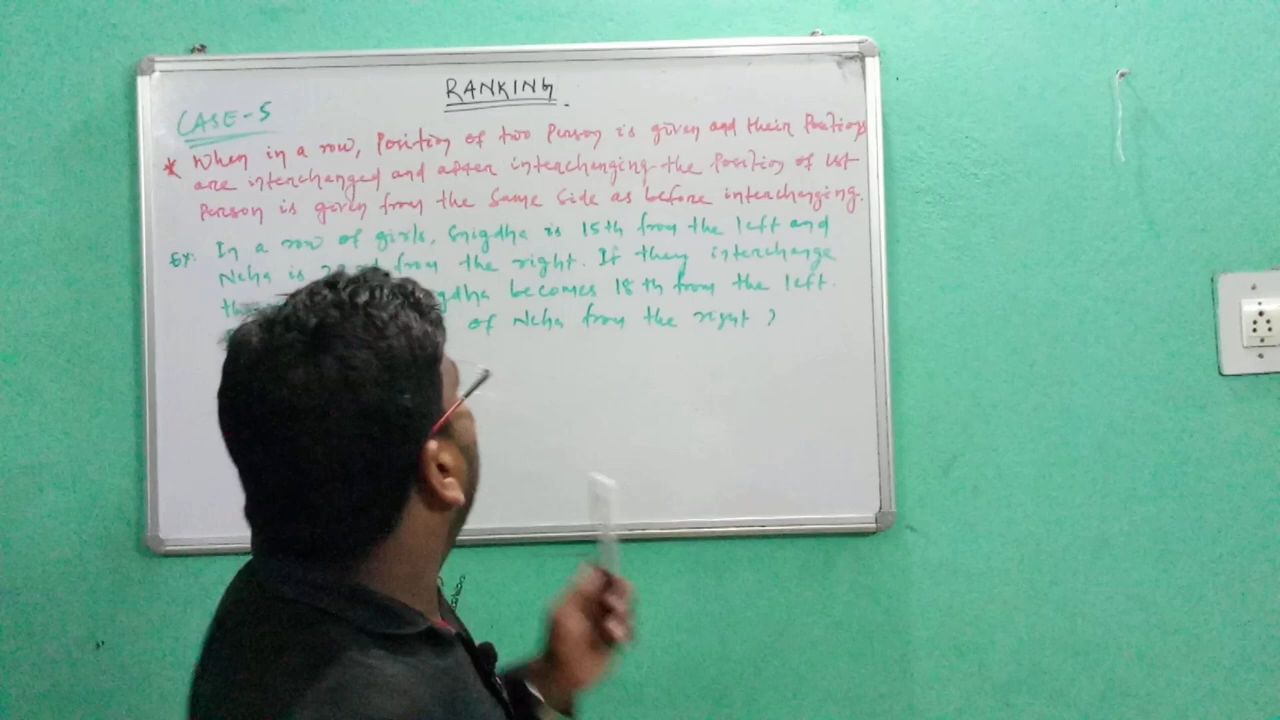 RANKING
CASE-5
* When in a row, Position of two Person is given and their Positions
are interchanged and after interchanging the Position of 1st
Person is given from the same side as before interchanging.
Ex: In a row of girls, Snigdha is 15th from the left and
Neha is from the right. If they interchange
becomes 18th from the left.
of Neha from the right ?